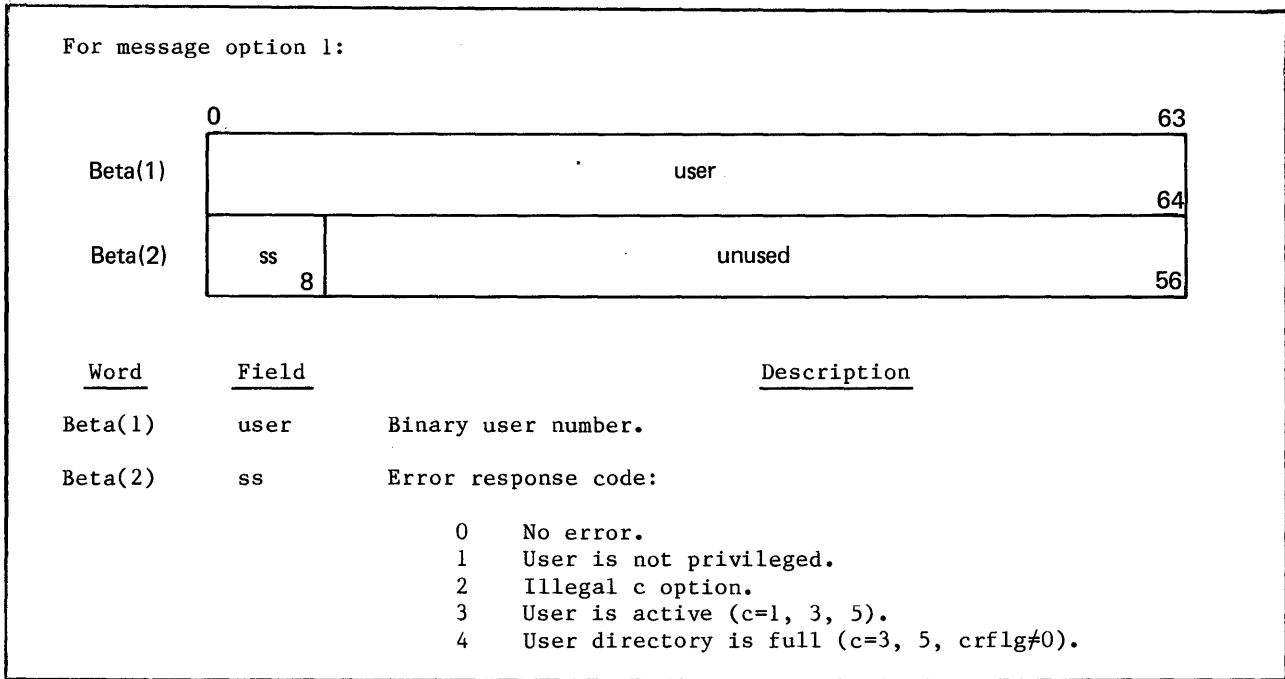 For message option 1:
0 63
Beta(1) user
64
Beta(2) ss unused
8 56
Word Field Description
Beta(1) user Binary user number.
Beta(2) ss Error response code:
0 No error.
1 User is not privileged.
2 Illegal c option.
3 User is active (c=1, 3, 5).
4 User directory is full (c=3, 5, crflg≠0).